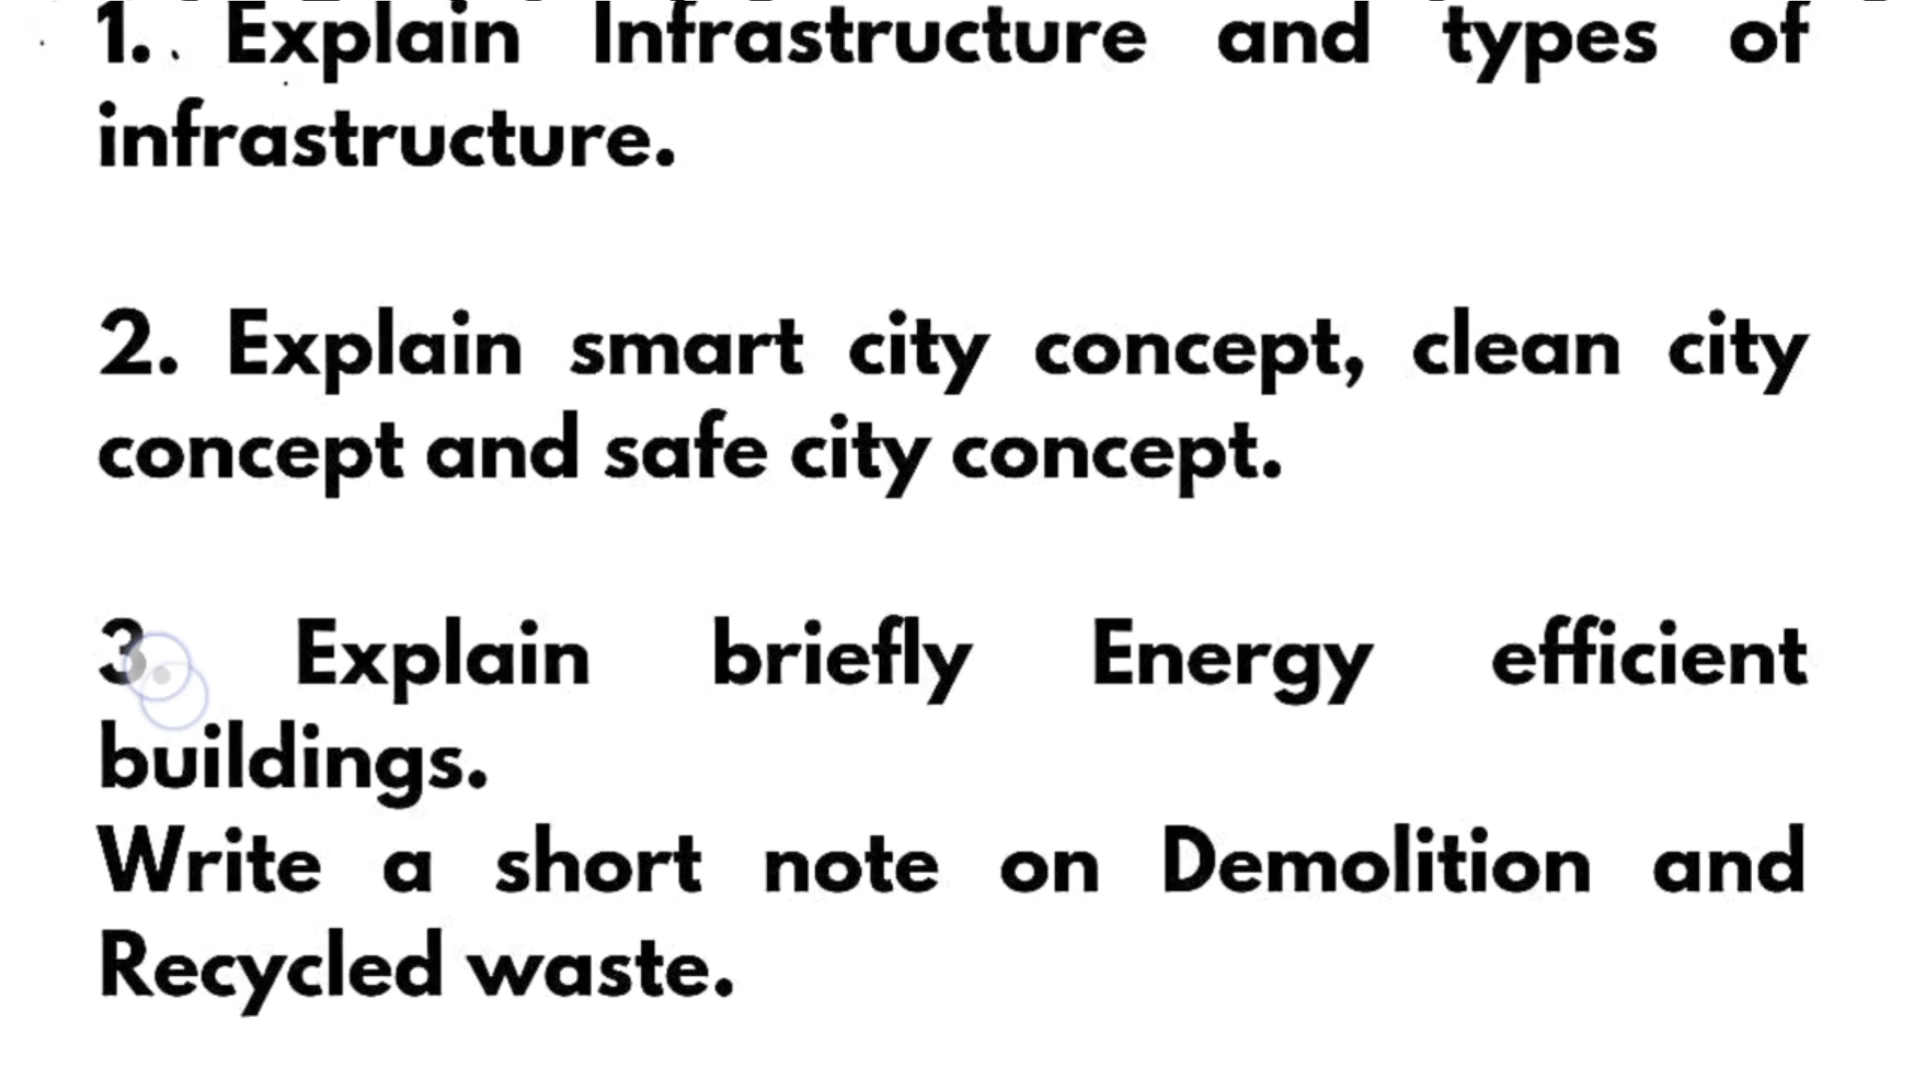 1. Explain Infrastructure and types of
infrastructure.
2. Explain smart city concept, clean city
concept and safe city concept.
3. Explain briefly Energy efficient
buildings.
Write a short note on Demolition and
Recycled waste.